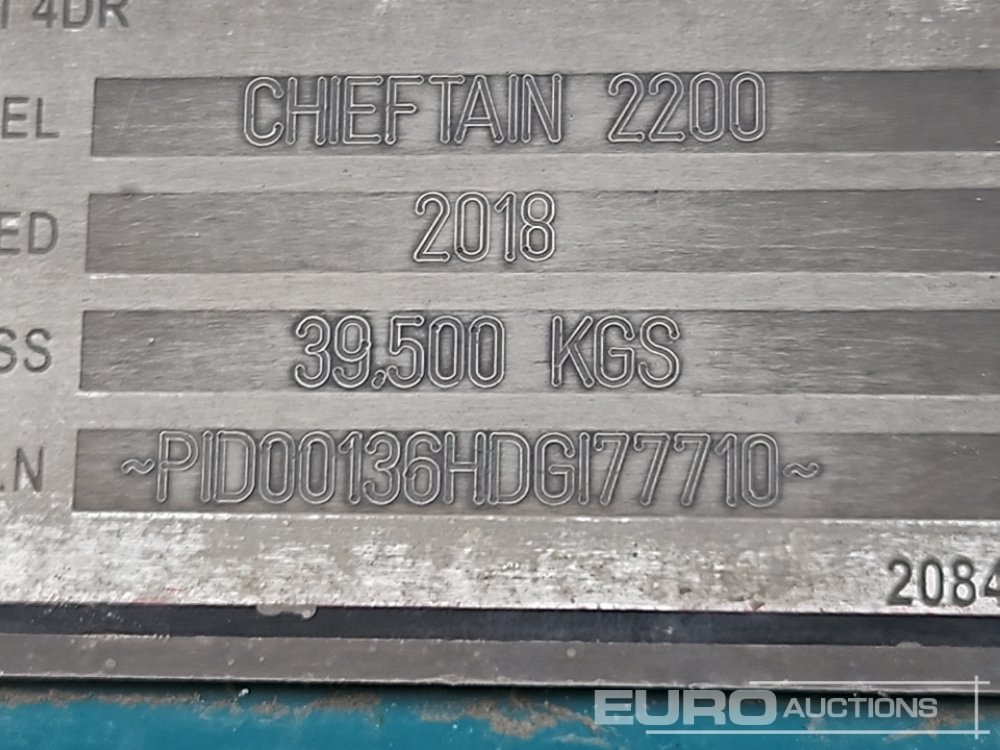 4DR
EL CHIEFTAIN 2200
ED 2018
SS 39,500 KGS
.N ~PID00136HDGI77710~
2084
EURO AUCTIONS